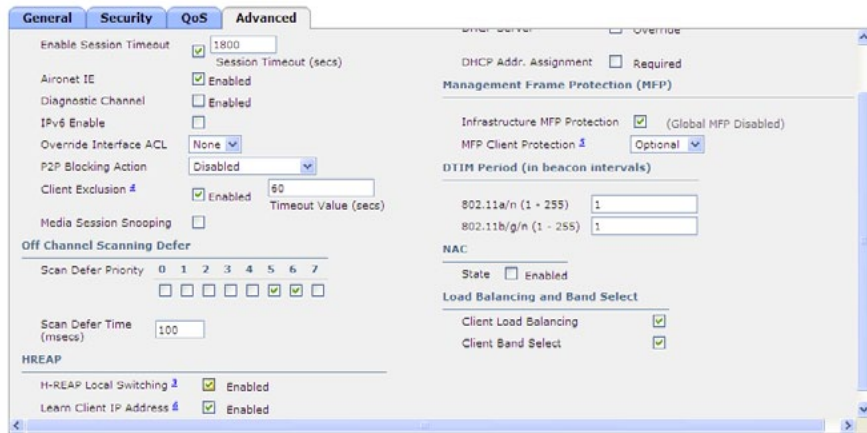 General Security QoS Advanced
Enable Session Timeout 1800
Session Timeout (secs)
Aironet IE Enabled
Diagnostic Channel Enabled
IPv6 Enable
Override Interface ACL None
P2P Blocking Action Disabled
Client Exclusion 4 Enabled 60
Timeout Value (secs)
Media Session Snooping
Off Channel Scanning Defer
Scan Defer Priority 0 1 2 3 4 5 6 7
Scan Defer Time
(msecs) 100
HREAP
H-REAP Local Switching 3 Enabled
Learn Client IP Address 6 Enabled
DHCP Server Override
DHCP Addr. Assignment Required
Management Frame Protection (MFP)
Infrastructure MFP Protection (Global MFP Disabled)
MFP Client Protection 5 Optional
DTIM Period (in beacon intervals)
802.11a/n (1 - 255) 1
802.11b/g/n (1 - 255) 1
NAC
State Enabled
Load Balancing and Band Select
Client Load Balancing
Client Band Select